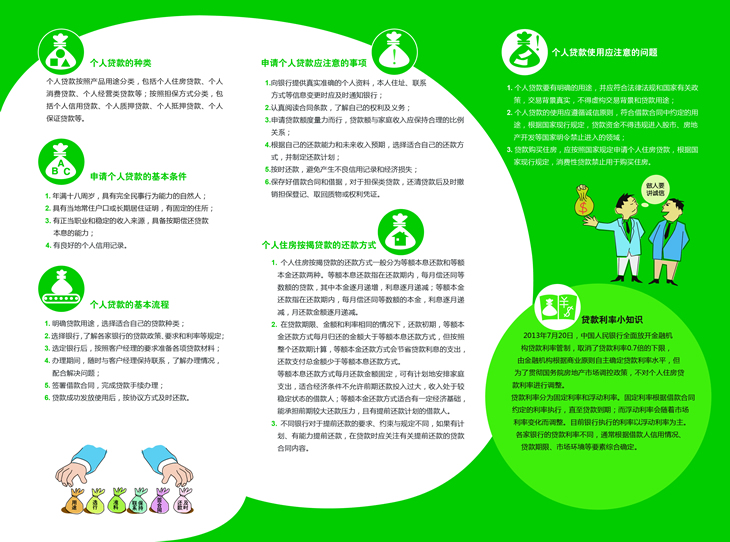 个人贷款的种类
个人贷款按照产品用途分类，包括个人住房贷款、个人
消费贷款、个人经营类贷款等；按照担保方式分类，包
括个人信用贷款、个人质押贷款、个人抵押贷款、个人
保证贷款等。
A
B C
申请个人贷款的基本条件
1. 年满十八周岁，具有完全民事行为能力的自然人；
2. 具有当地常住户口或长期居住证明，有固定的住所；
3. 有正当职业和稳定的收入来源，具备按期偿还贷款
本息的能力；
4. 有良好的个人信用记录。
个人贷款的基本流程
1. 明确贷款用途，选择适合自己的贷款种类；
2. 选择银行，了解各家银行的贷款政策，要求和利率等规定；
3. 选定银行后，按照客户经理的要求准备各项贷款材料；
4. 办理期间，随时与客户经理保持联系，了解办理情况，
配合解决问题；
5. 签署借款合同，完成贷款手续办理；
6. 贷款成功发放使用后，按协议方式及时还款。
用途
选行
准料
联系保持
签合同
还款及时
申请个人贷款应注意的事项
1.向银行提供真实准确的个人资料，本人住址、联系
方式等信息变更时应及时通知银行；
2.认真阅读合同条款，了解自己的权利及义务；
3.申请贷款额度量力而行，贷款额与家庭收入应保持合理的比例
关系；
4.根据自己的还款能力和未来收入预期，选择适合自己的还款方
式，并制定还款计划；
5.按时还款，避免产生不良信用记录和经济损失；
6.保存好借款合同和借据，对于担保类贷款，还清贷款后及时撤
销担保登记、取回质物或权利凭证。
个人住房按揭贷款的还款方式
1. 个人住房按揭贷款的还款方式一般分为等额本息还款和等额
本金还款两种。等额本息还款指在还款期内，每月偿还同等
数额的贷款，其中本金逐月递增，利息逐月递减；等额本金
还款指在还款期内，每月偿还同等数额的本金，利息逐月递
减，月还款金额逐月递减。
2. 在贷款期限、金额和利率相同的情况下，还款初期，等额本
金还款方式每月归还的金额大于等额本息还款方式，但按照
整个还款期计算，等额本金还款方式会节省贷款利息的支出，
还款支付总金额少于等额本息还款方式。
等额本息还款方式每月还款金额固定，可有计划地安排家庭
支出，适合经济条件不允许前期还款投入过大，收入处于较
稳定状态的借款人；等额本金还款方式适合有一定经济基础，
能承担前期较大还款压力，且有提前还款计划的借款人。
3. 不同银行对于提前还款的要求、约束与规定不同，如果有计
划、有能力提前还款，在贷款时应关注有关提前还款的贷款
合同内容。
个人贷款使用应注意的问题
1. 个人贷款要有明确的用途，并应符合法律法规和国家有关政
策，交易背景真实，不得虚构交易背景和贷款用途；
2. 个人贷款的使用应遵循诚信原则，符合借款合同中约定的用
途，根据国家现行规定，贷款资金不得违规进入股市、房地
产开发等国家明令禁止进入的领域；
3. 贷款购买住房，应按照国家规定申请个人住房贷款，根据国
家现行规定，消费性贷款禁止用于购买住房。
做人要
讲诚信
$
贷款利率小知识
2013年7月20日，中国人民银行全面放开金融机
构贷款利率管制，取消了贷款利率0.7倍的下限，
由金融机构根据商业原则自主确定贷款利率水平，但
为了贯彻国务院房地产市场调控政策，不对个人住房贷
款利率进行调整。
贷款利率分为固定利率和浮动利率。固定利率根据借款合同
约定的利率执行，直至贷款到期；而浮动利率会随着市场
利率变化而调整。目前银行执行的利率以浮动利率为主。
各家银行的贷款利率不同，通常根据借款人信用情况、
贷款期限、市场环境等要素综合确定。